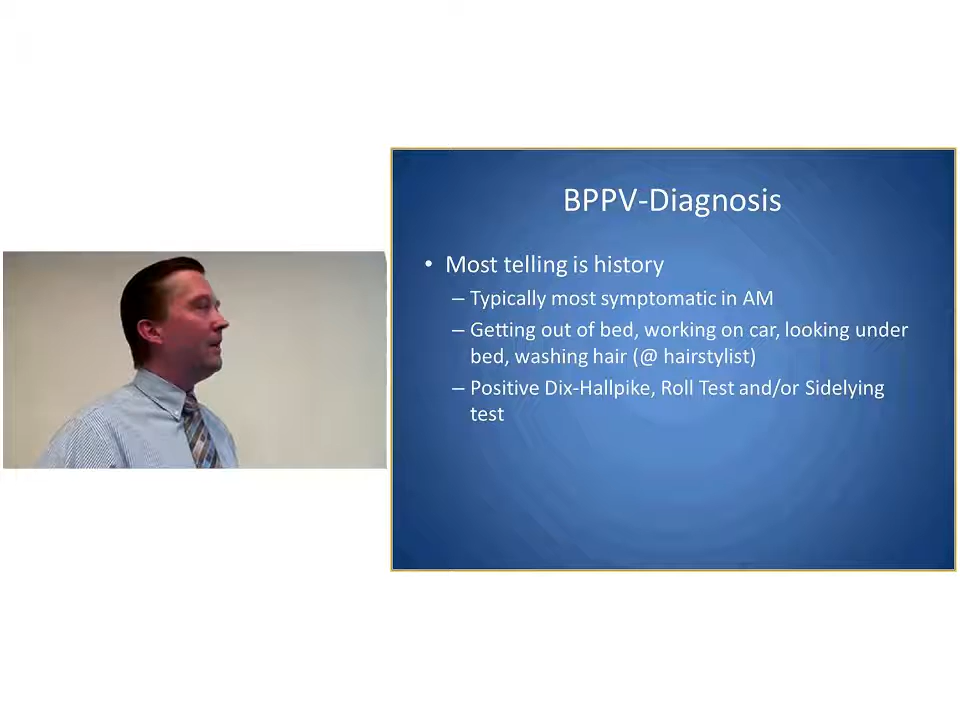 BPPV-Diagnosis
• Most telling is history
– Typically most symptomatic in AM
– Getting out of bed, working on car, looking under
bed, washing hair (@ hairstylist)
– Positive Dix-Hallpike, Roll Test and/or Sidelying
test